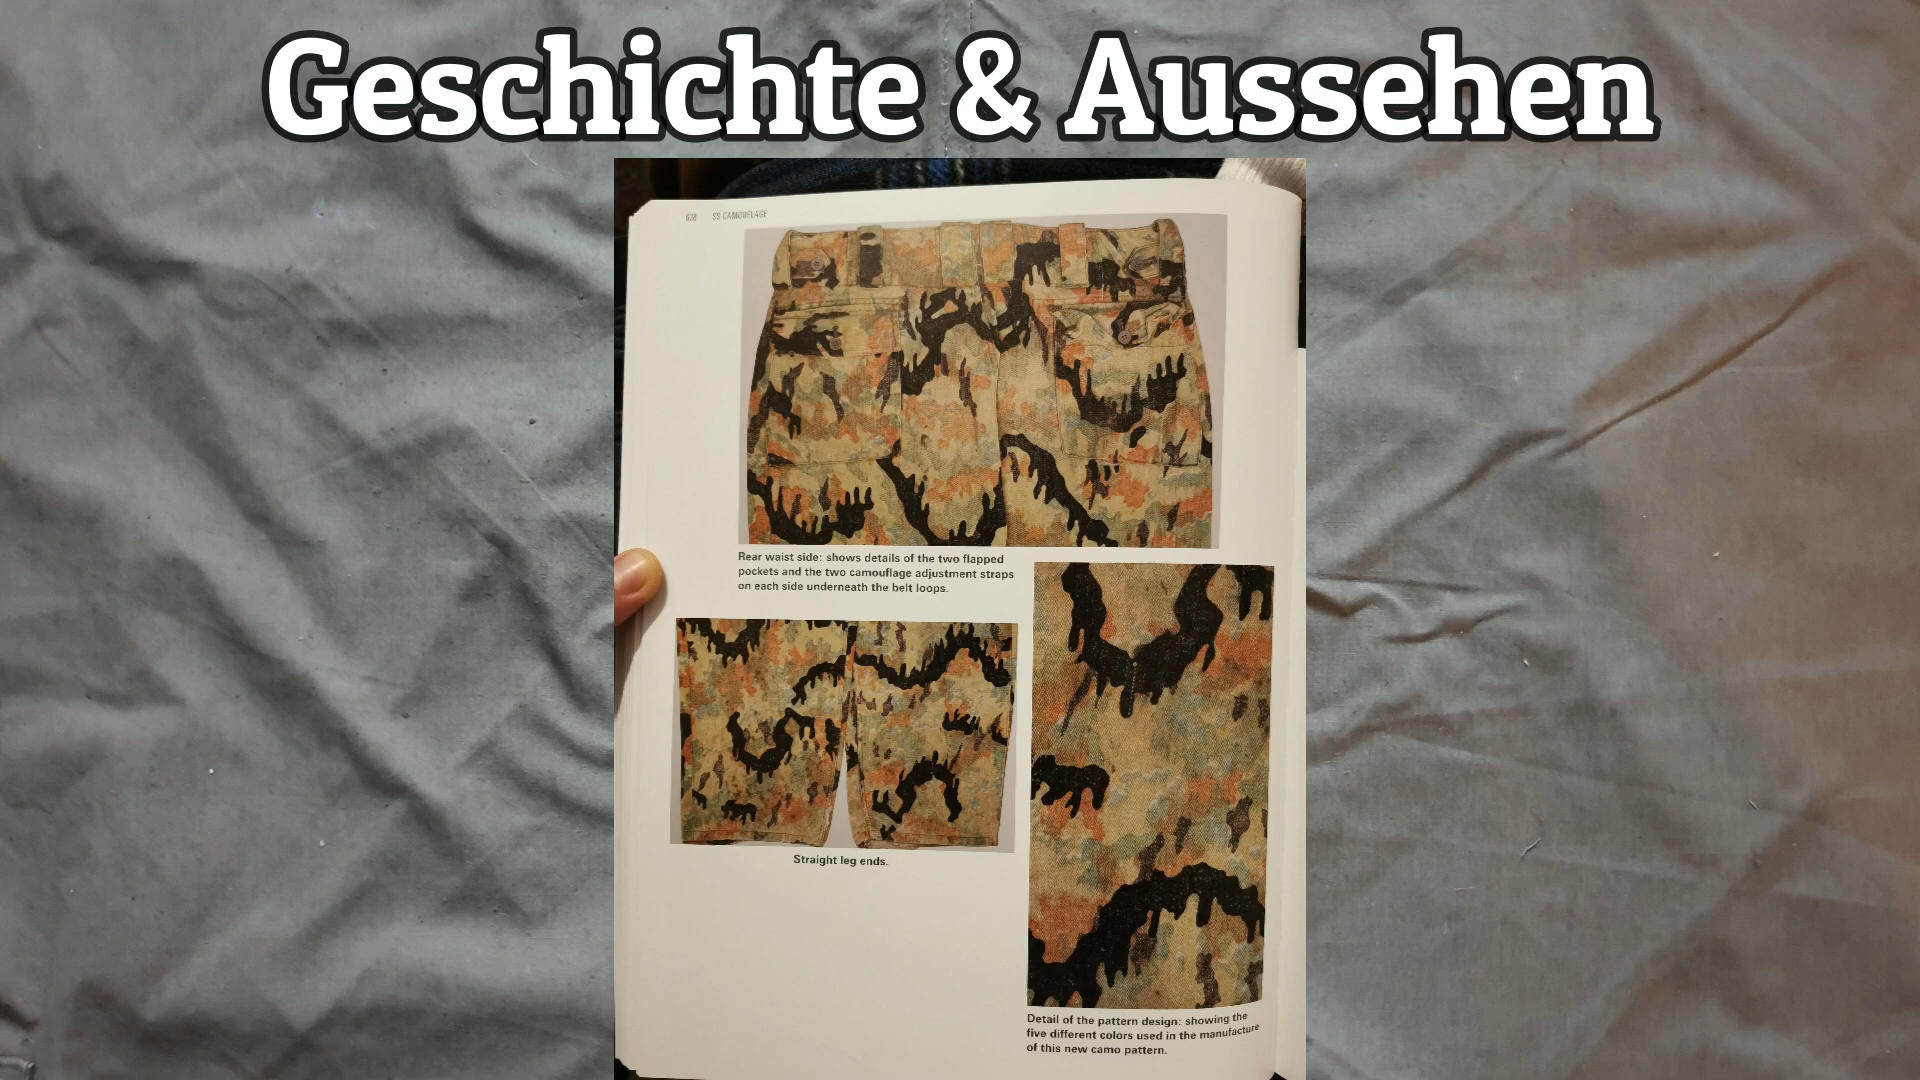 Geschichte & Aussehen
628 SS CAMOUFLAGE
Rear waist side: shows details of the two flapped
pockets and the two camouflage adjustment straps
on each side underneath the belt loops.
Straight leg ends.
Detail of the pattern design: showing the
five different colors used in the manufacture
of this new camo pattern.